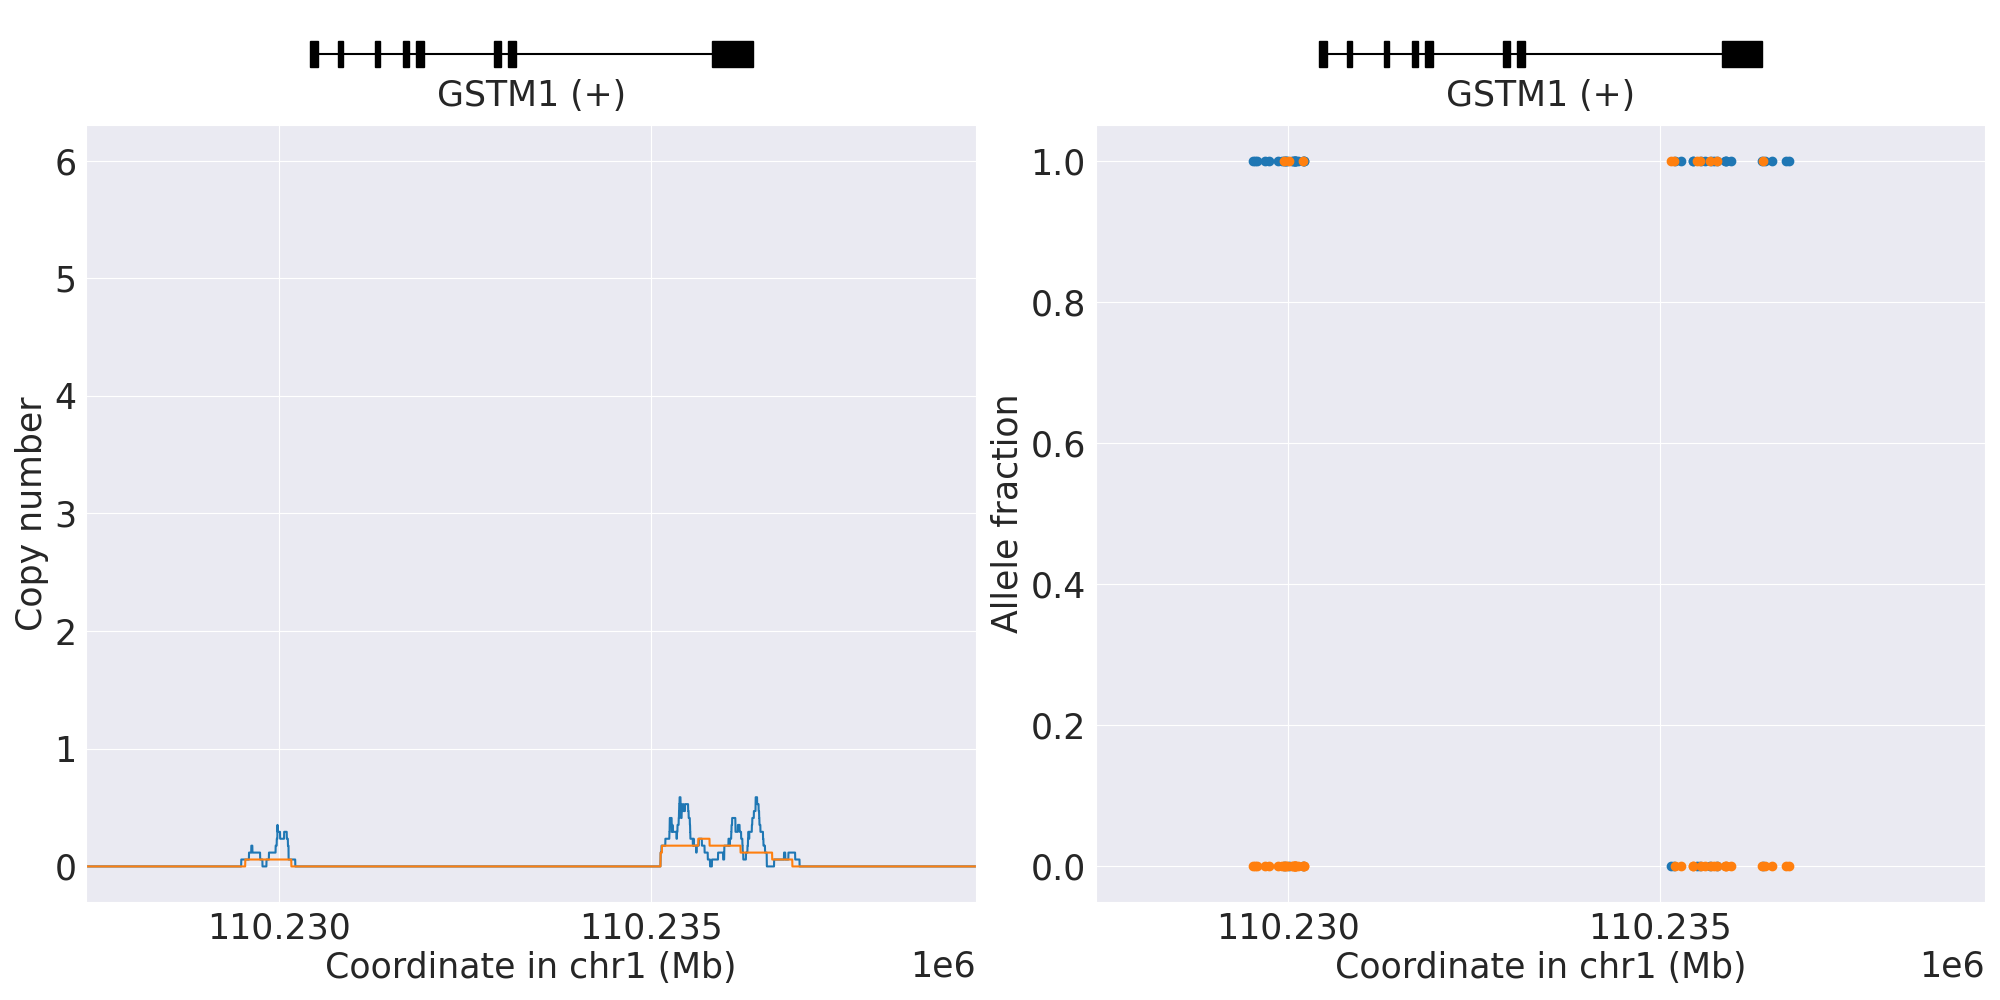 GSTM1 (+)
6
5
4
3
2
1
0
Copy number
110.230
110.235
Coordinate in chr1 (Mb)
1e6
GSTM1 (+)
1.0
0.8
0.6
0.4
0.2
0.0
Allele fraction
110.230
110.235
Coordinate in chr1 (Mb)
1e6